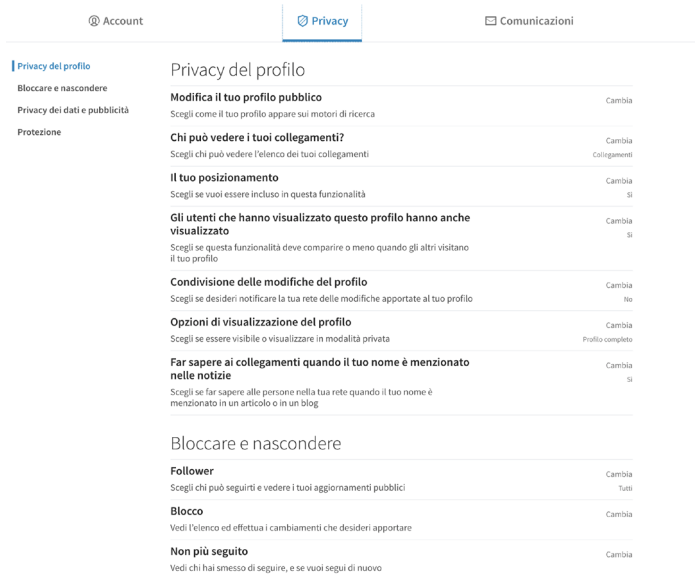 Account
Privacy
Comunicazioni
Privacy del profilo
Bloccare e nascondere
Privacy dei dati e pubblicità
Protezione
Privacy del profilo
Modifica il tuo profilo pubblico
Cambia
Scegli come il tuo profilo appare sui motori di ricerca
Chi può vedere i tuoi collegamenti?
Cambia
Scegli chi può vedere l'elenco dei tuoi collegamenti
Collegamenti
Il tuo posizionamento
Cambia
Scegli se vuoi essere incluso in questa funzionalità
Sì
Gli utenti che hanno visualizzato questo profilo hanno anche
visualizzato
Cambia
Sì
Scegli se questa funzionalità deve comparire o meno quando gli altri visitano
il tuo profilo
Condivisione delle modifiche del profilo
Cambia
Scegli se desideri notificare la tua rete delle modifiche apportate al tuo profilo
No
Opzioni di visualizzazione del profilo
Cambia
Scegli se essere visibile o visualizzare in modalità privata
Profilo completo
Far sapere ai collegamenti quando il tuo nome è menzionato
nelle notizie
Cambia
Sì
Scegli se far sapere alle persone nella tua rete quando il tuo nome è
menzionato in un articolo o in un blog
Bloccare e nascondere
Follower
Cambia
Scegli chi può seguirti e vedere i tuoi aggiornamenti pubblici
Tutti
Blocco
Cambia
Vedi l'elenco ed effettua i cambiamenti che desideri apportare
Non più seguito
Cambia
Vedi chi hai smesso di seguire, e se vuoi segui di nuovo